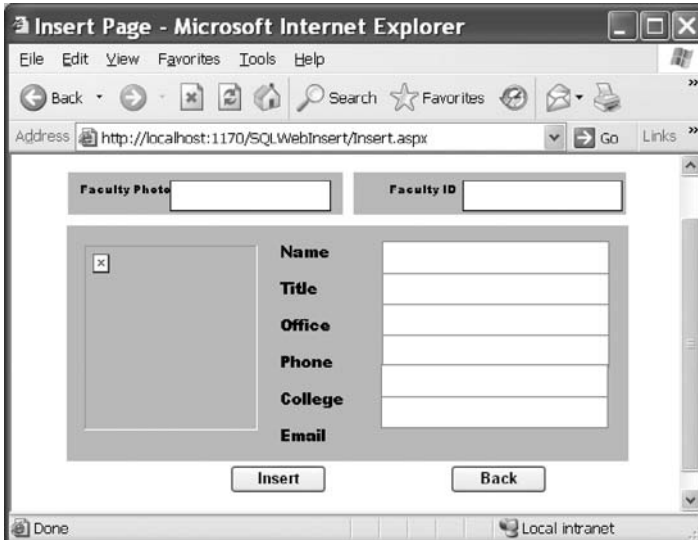 Insert Page - Microsoft Internet Explorer
File Edit View Favorites Tools Help
Back Search Favorites
Address http://localhost:1170/SQLWebInsert/Insert.aspx Go Links
Faculty Photo Faculty ID
Name
Title
Office
Phone
College
Email
Insert Back
Done Local intranet